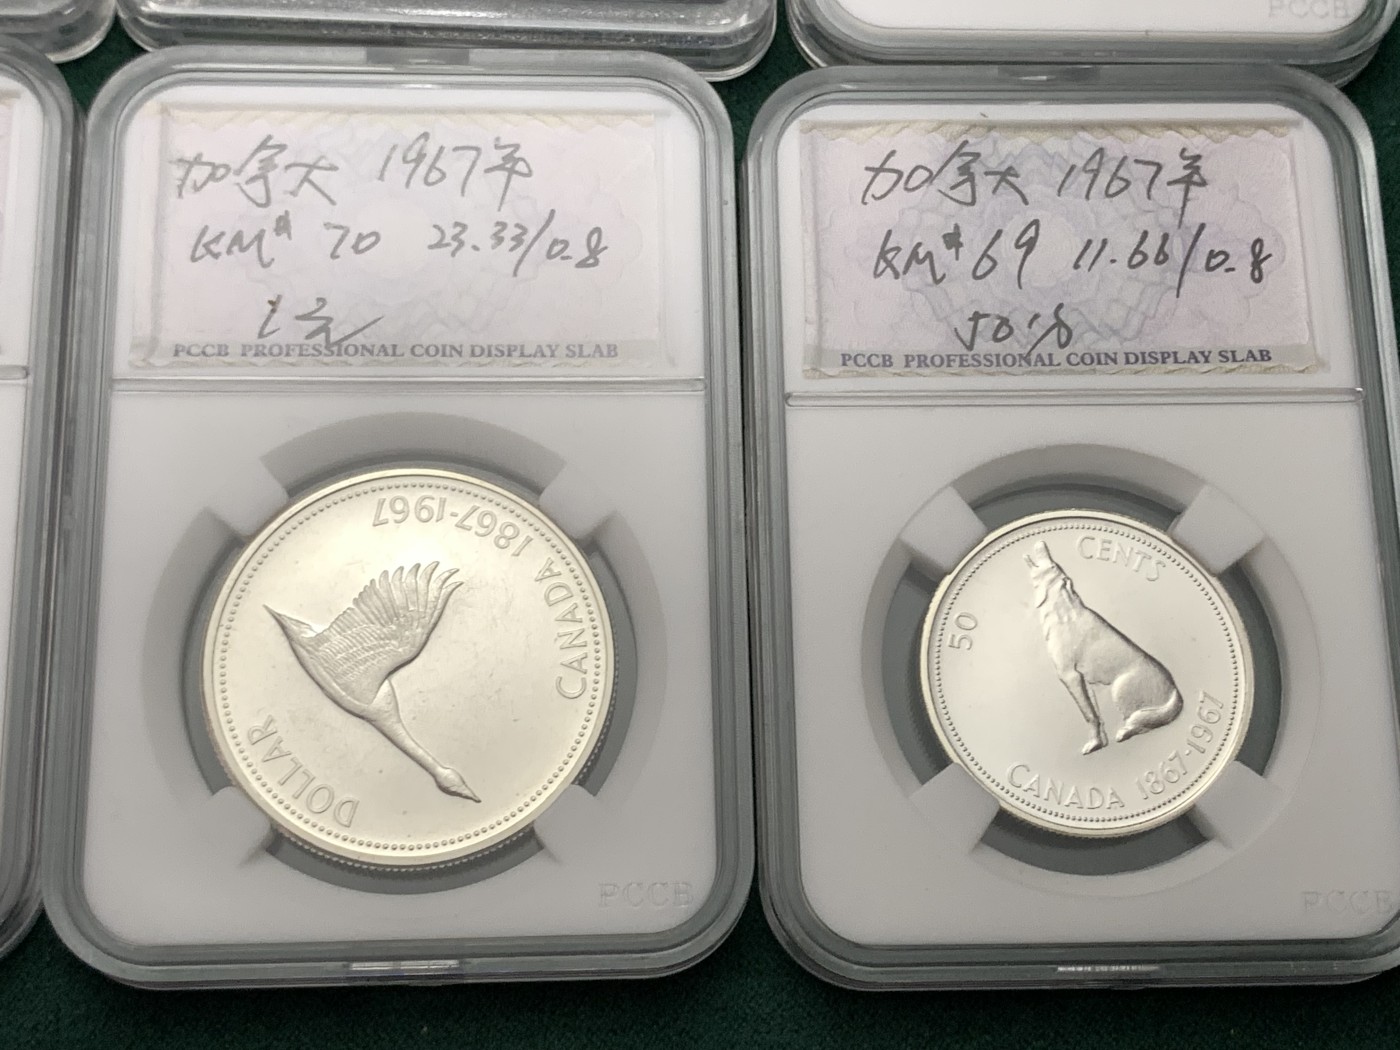 PCCB
加拿大 1967年
KM# 70 23.33/0.8
1元
PCCB PROFESSIONAL COIN DISPLAY SLAB
CANADA 1867-1967
DOLLAR
PCCB
加拿大 1967年
KM# 69 11.66/0.8
50分
PCCB PROFESSIONAL COIN DISPLAY SLAB
50 CENTS
CANADA 1867-1967
PCCB